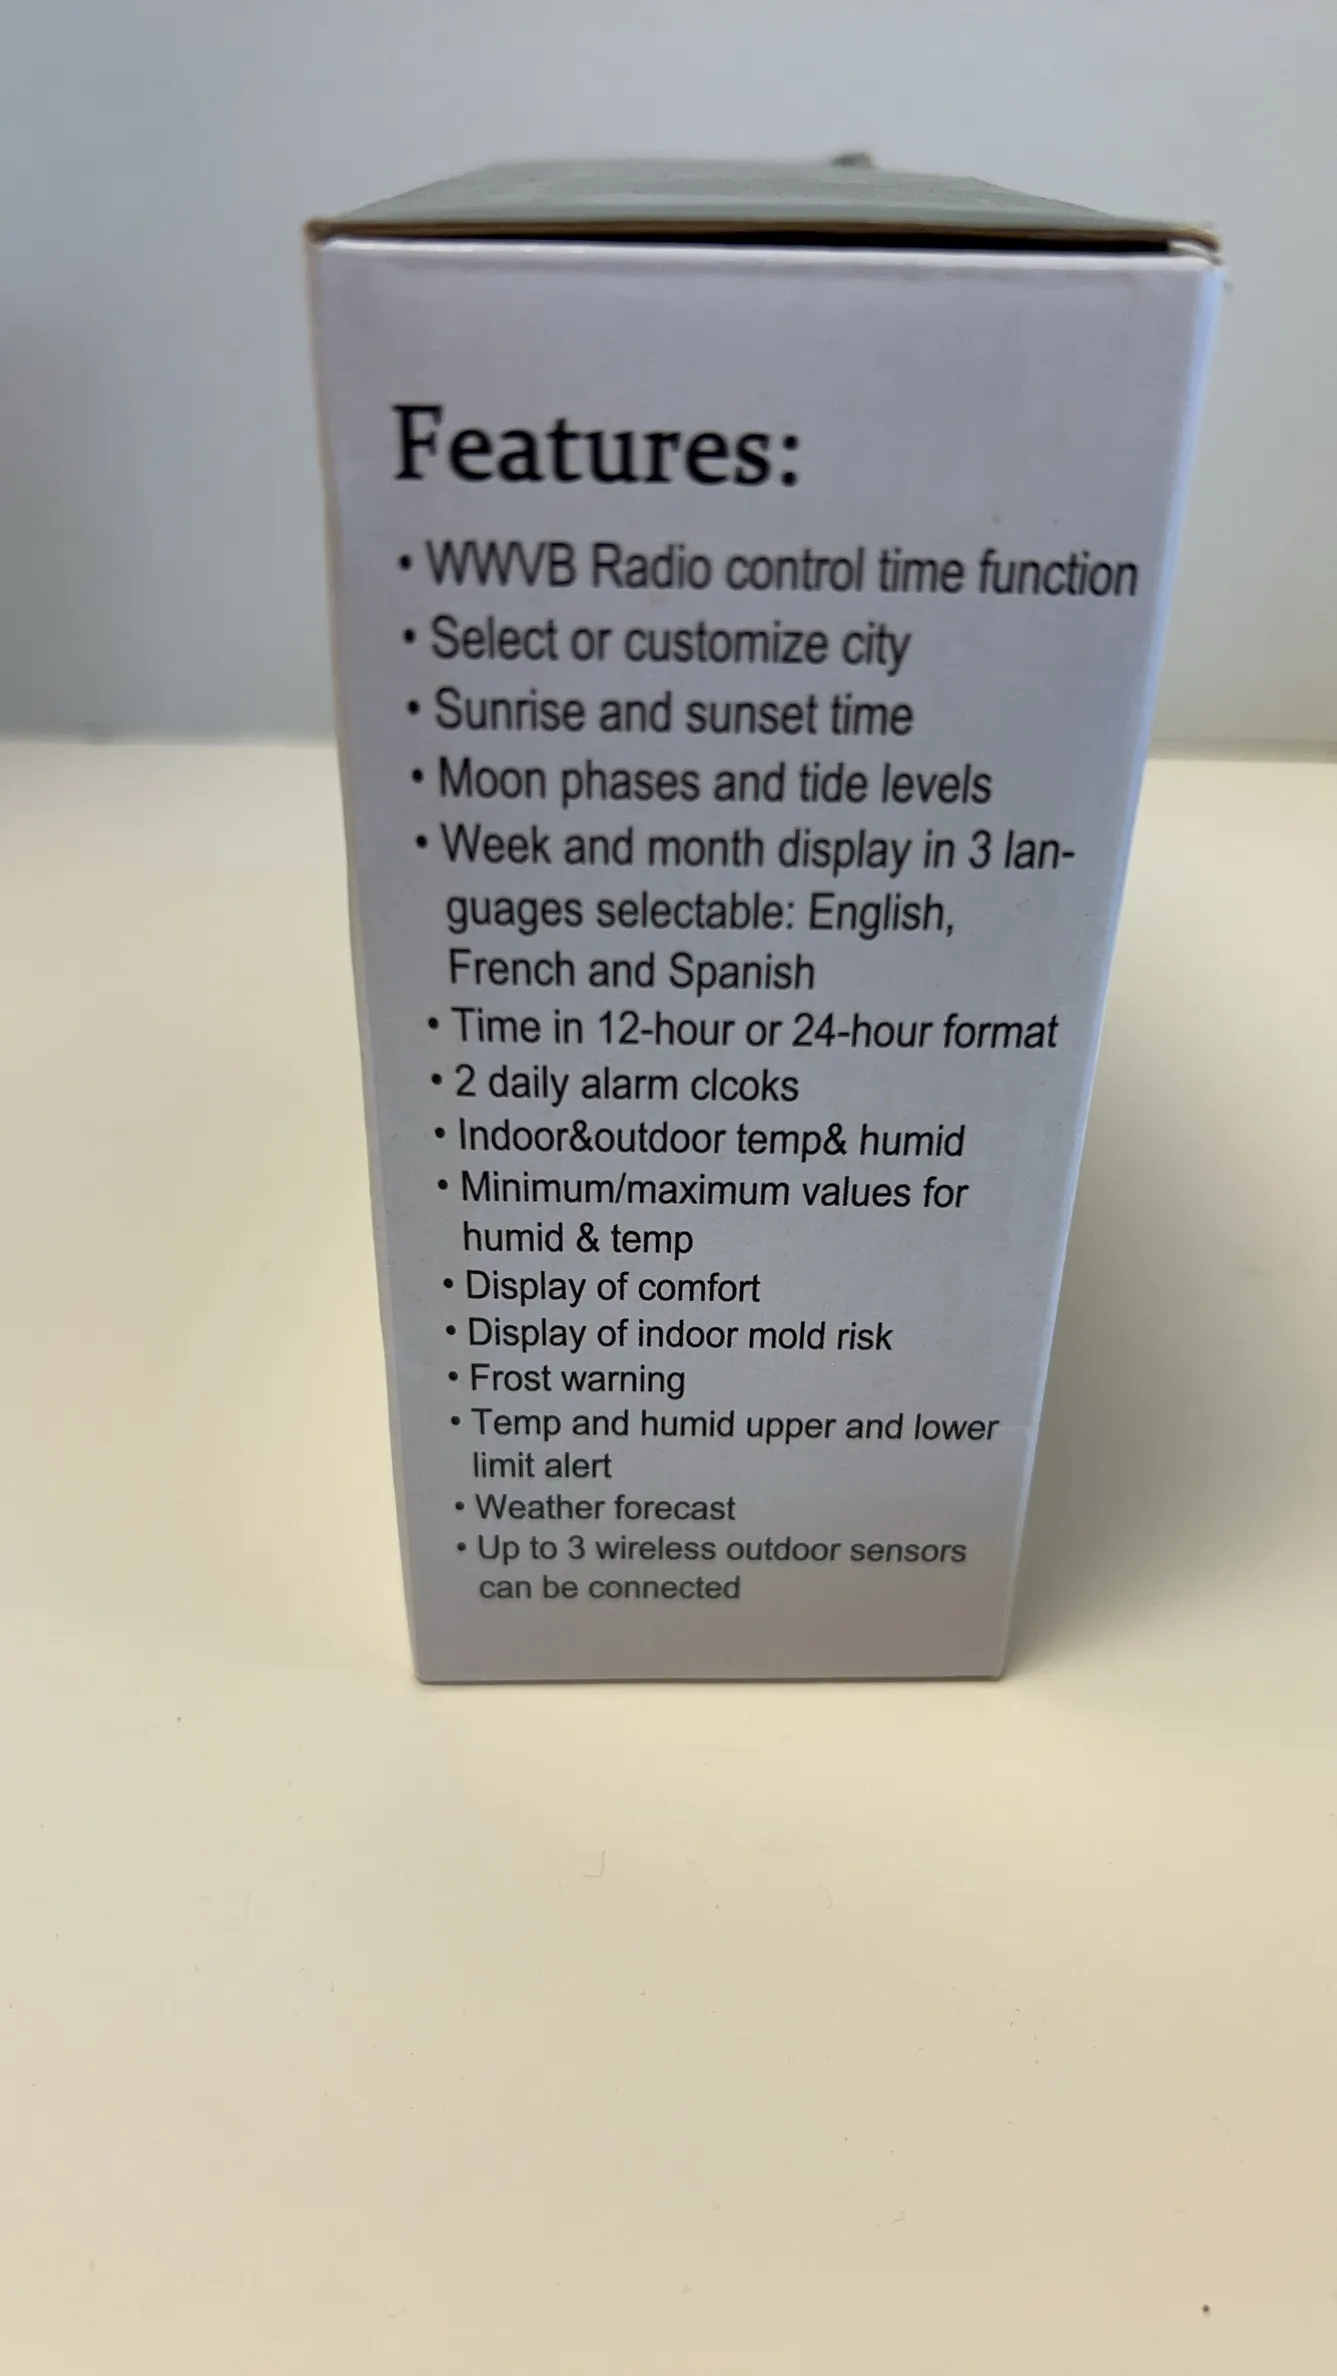 Features:
• WWVB Radio control time function
• Select or customize city
• Sunrise and sunset time
• Moon phases and tide levels
• Week and month display in 3 lan-
guages selectable: English,
French and Spanish
• Time in 12-hour or 24-hour format
• 2 daily alarm clcoks
• Indoor&outdoor temp& humid
• Minimum/maximum values for
humid & temp
• Display of comfort
• Display of indoor mold risk
• Frost warning
• Temp and humid upper and lower
limit alert
• Weather forecast
• Up to 3 wireless outdoor sensors
can be connected